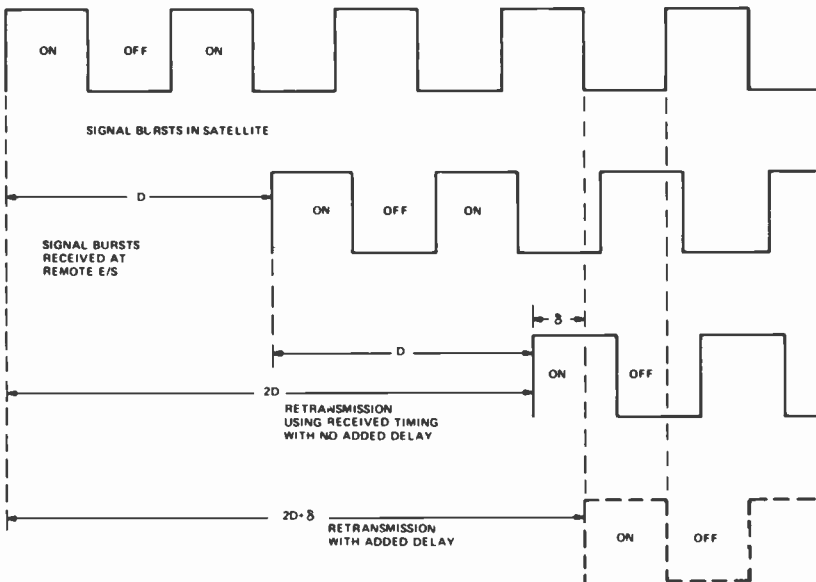 ON OFF ON
SIGNAL BURSTS IN SATELLITE
D
ON OFF ON
SIGNAL BURSTS
RECEIVED AT
REMOTE E/S
δ
D
ON OFF
2D
RETRANSMISSION
USING RECEIVED TIMING
WITH NO ADDED DELAY
2D+δ
RETRANSMISSION
WITH ADDED DELAY
ON OFF